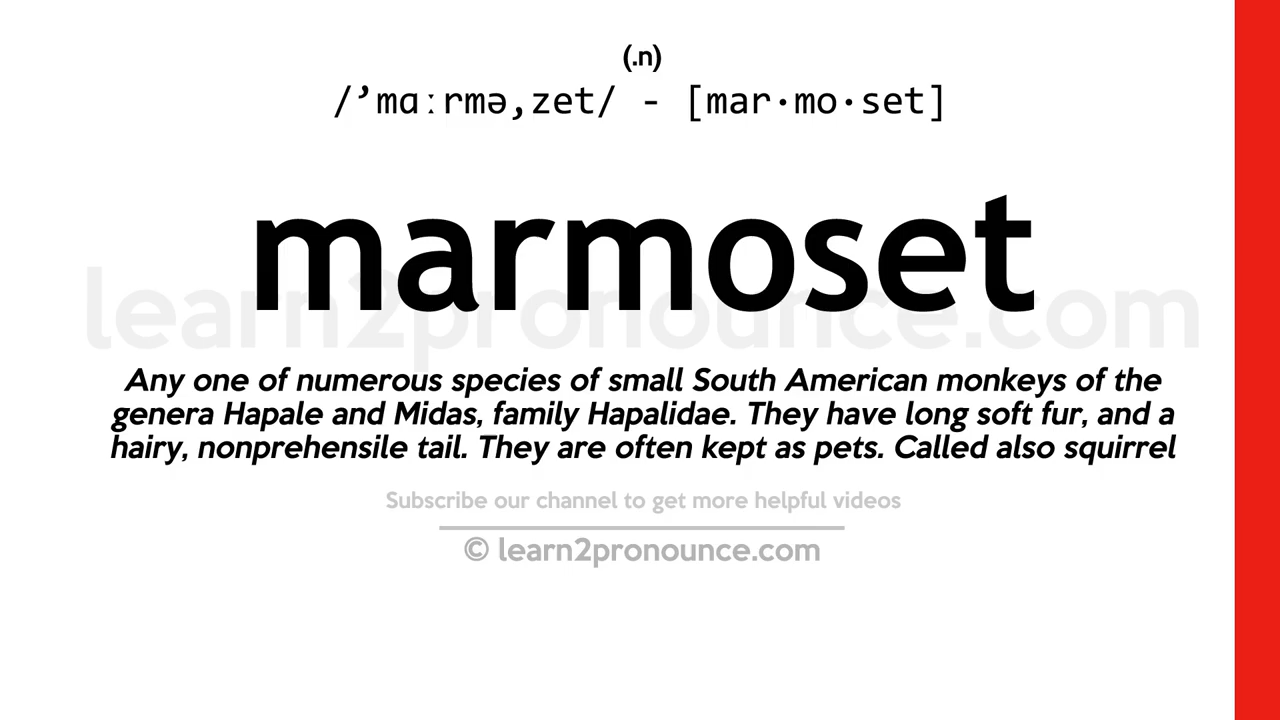 (.n)
/’mɑːrmə,zet/ - [mar·mo·set]
marmoset
learn2pronounce.com
Any one of numerous species of small South American monkeys of the
genera Hapale and Midas, family Hapalidae. They have long soft fur, and a
hairy, nonprehensile tail. They are often kept as pets. Called also squirrel
Subscribe our channel to get more helpful videos
© learn2pronounce.com